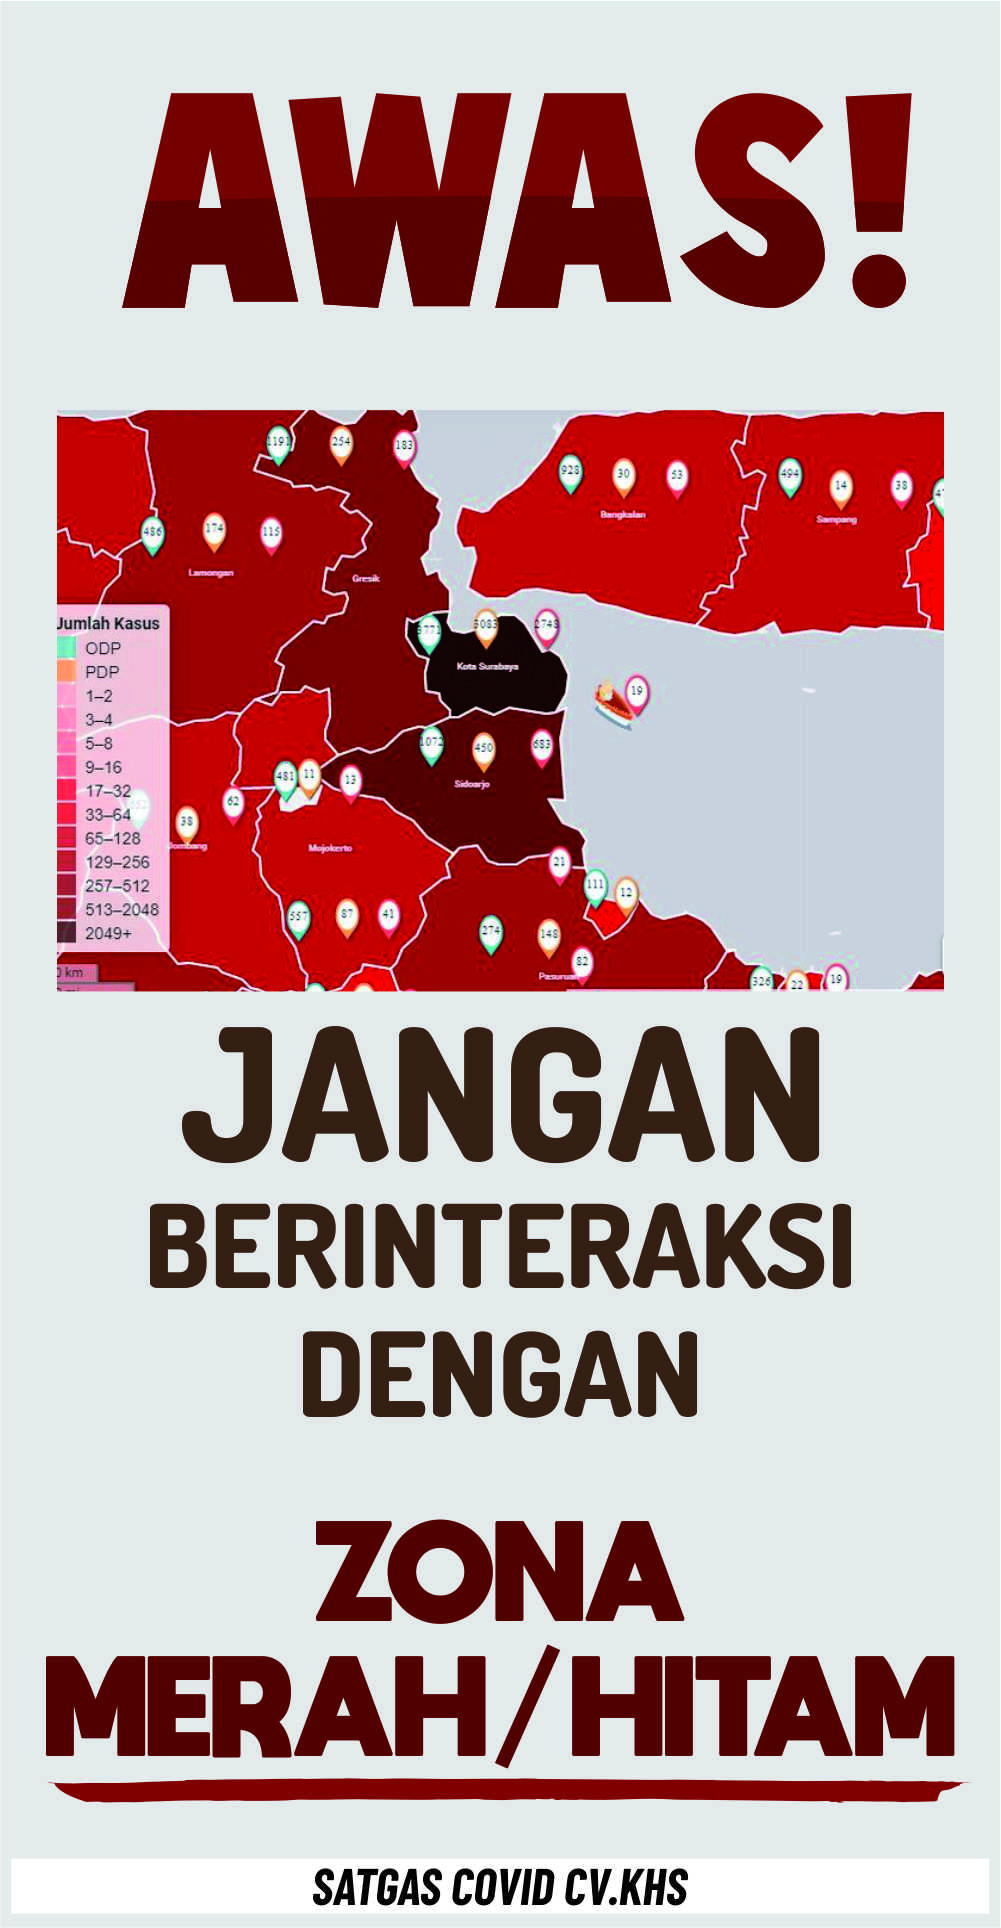 AWAS!
1191 254 183
928 30 53
494 14 38
486 174 115
Bangkalan
Sampang
Lamongan
Gresik
Jumlah Kasus
ODP
PDP
1–2
3–4
5–8
9–16
17–32
33–64
65–128
129–256
257–512
513–2048
2049+
3083 2748
Kota Surabaya
19
1072 450 683
Sidoarjo
481 11 13
62
38
Jombang
Mojokerto
21
111 12
557 87 41
274 148
82
Pasuruan
326 22 19
0 km
JANGAN
BERINTERAKSI
DENGAN
ZONA
MERAH/HITAM
SATGAS COVID CV.KHS